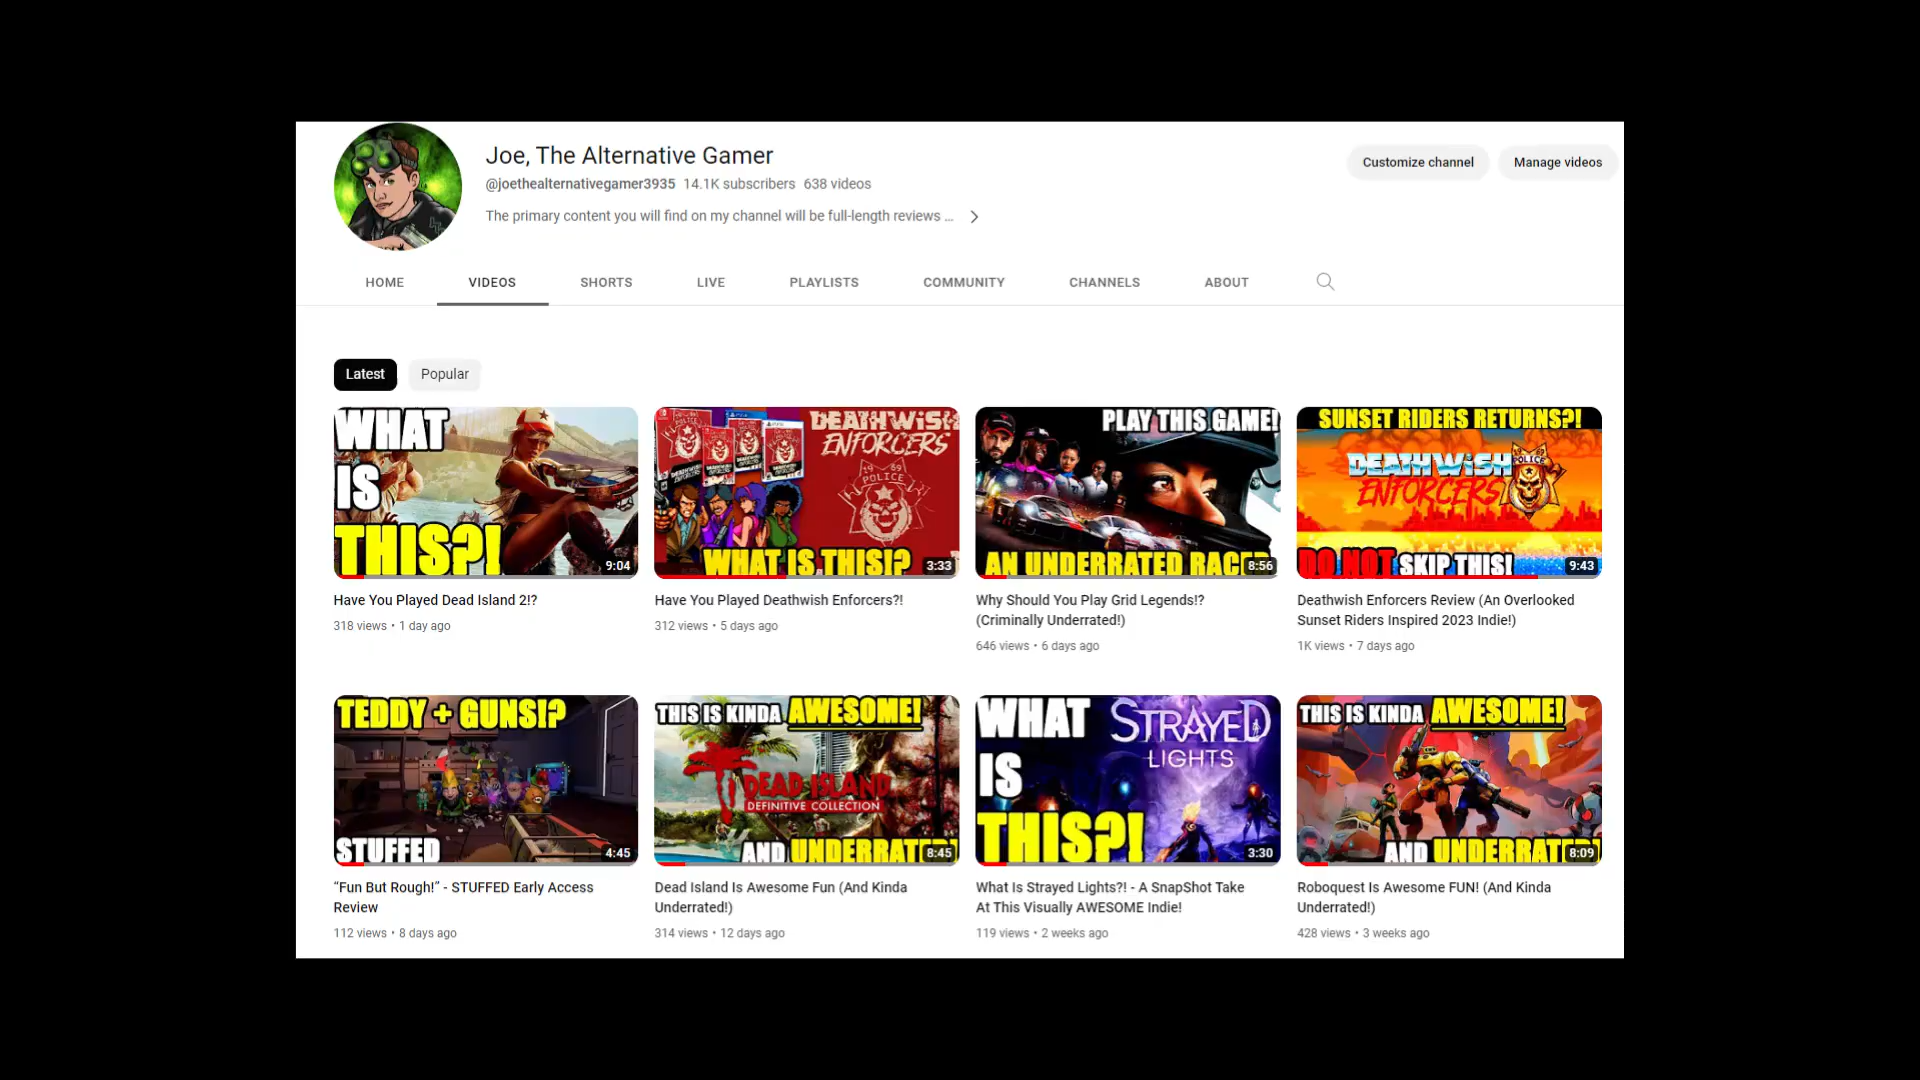 Joe, The Alternative Gamer
@joethealternativegamer3935 14.1K subscribers 638 videos
The primary content you will find on my channel will be full-length reviews ...
Customize channel
Manage videos
HOME
VIDEOS
SHORTS
LIVE
PLAYLISTS
COMMUNITY
CHANNELS
ABOUT
Latest
Popular
WHAT
IS
THIS?!
9:04
Have You Played Dead Island 2!?
318 views • 1 day ago
DEATHWISH
ENFORCERS
19 69
POLICE
WHAT IS THIS!?
3:33
Have You Played Deathwish Enforcers?!
312 views • 5 days ago
PLAY THIS GAME!
AN UNDERRATED RACER
8:56
Why Should You Play Grid Legends!?
(Criminally Underrated!)
646 views • 6 days ago
SUNSET RIDERS RETURNS?!
DEATHWISH
POLICE
ENFORCERS
DO NOT SKIP THIS!
9:43
Deathwish Enforcers Review (An Overlooked
Sunset Riders Inspired 2023 Indie!)
1K views • 7 days ago
TEDDY + GUNS!?
STUFFED
4:45
“Fun But Rough!” - STUFFED Early Access
Review
112 views • 8 days ago
THIS IS KINDA AWESOME!
DEAD ISLAND
DEFINITIVE COLLECTION
AND UNDERRATED!
8:45
Dead Island Is Awesome Fun (And Kinda
Underrated!)
314 views • 12 days ago
WHAT
IS
THIS?!
STRAYED
LIGHTS
3:30
What Is Strayed Lights?! - A SnapShot Take
At This Visually AWESOME Indie!
119 views • 2 weeks ago
THIS IS KINDA AWESOME!
AND UNDERRATED!
8:09
Roboquest Is Awesome FUN! (And Kinda
Underrated!)
428 views • 3 weeks ago